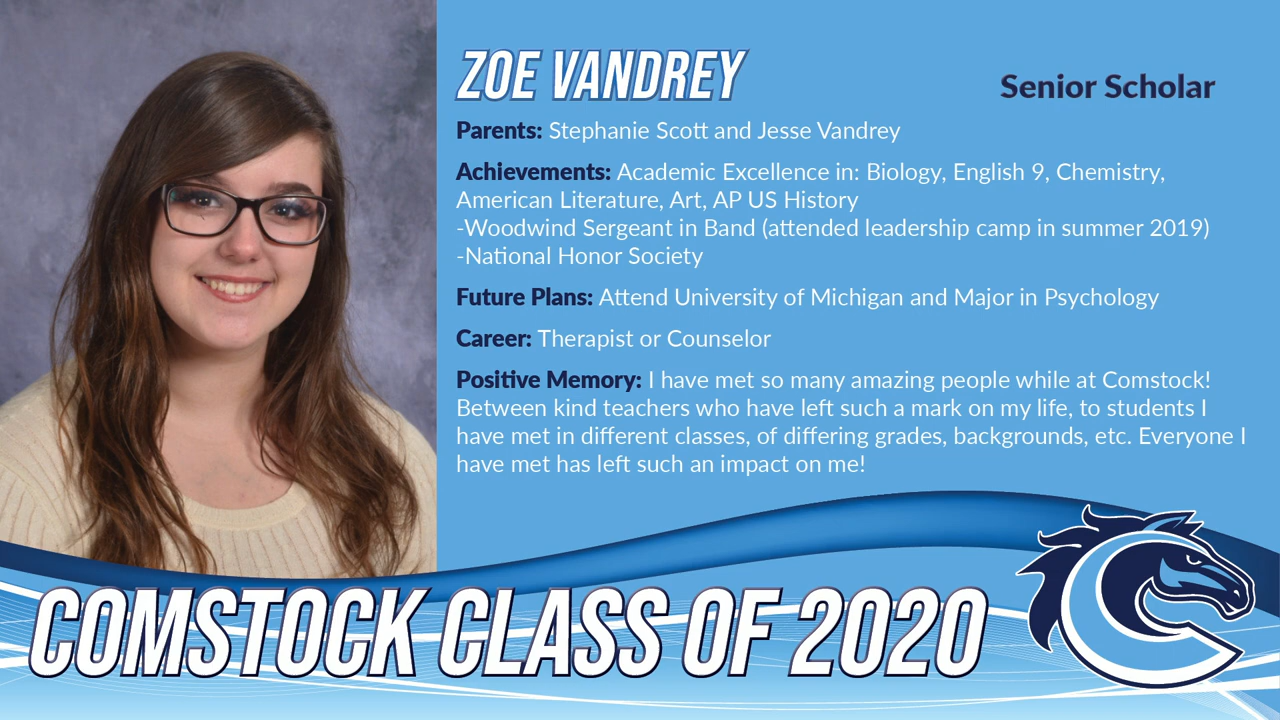 ZOE VANDREY
Senior Scholar
Parents: Stephanie Scott and Jesse Vandrey
Achievements: Academic Excellence in: Biology, English 9, Chemistry,
American Literature, Art, AP US History
-Woodwind Sergeant in Band (attended leadership camp in summer 2019)
-National Honor Society
Future Plans: Attend University of Michigan and Major in Psychology
Career: Therapist or Counselor
Positive Memory: I have met so many amazing people while at Comstock!
Between kind teachers who have left such a mark on my life, to students I
have met in different classes, of differing grades, backgrounds, etc. Everyone I
have met has left such an impact on me!
COMSTOCK CLASS OF 2020
C